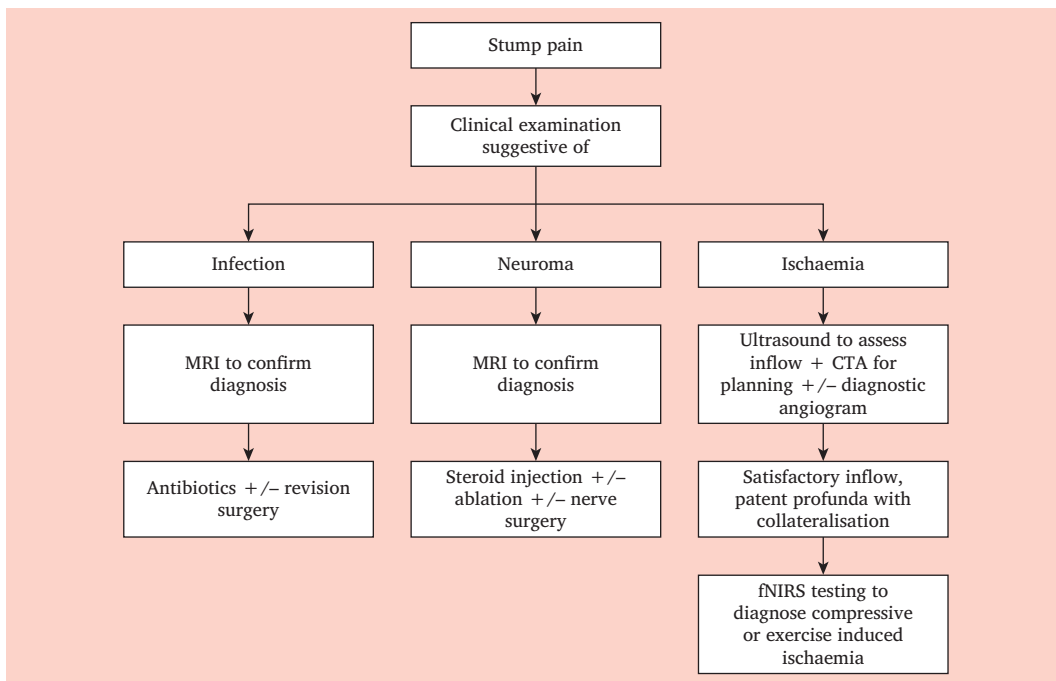 Stump pain
Clinical examination
suggestive of
Infection
Neuroma
Ischaemia
MRI to confirm
diagnosis
MRI to confirm
diagnosis
Ultrasound to assess
inflow + CTA for
planning +/– diagnostic
angiogram
Antibiotics +/– revision
surgery
Steroid injection +/–
ablation +/– nerve
surgery
Satisfactory inflow,
patent profunda with
collateralisation
fNIRS testing to
diagnose compressive
or exercise induced
ischaemia